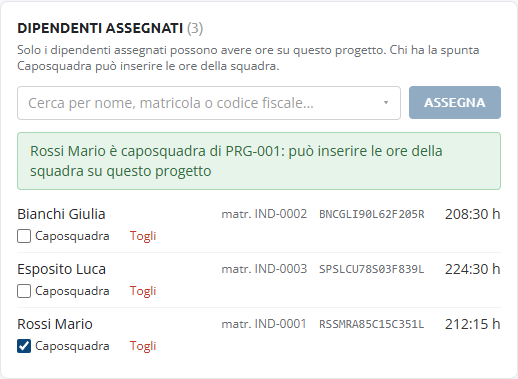 DIPENDENTI ASSEGNATI (3)
Solo i dipendenti assegnati possono avere ore su questo progetto. Chi ha la spunta
Caposquadra può inserire le ore della squadra.
Cerca per nome, matricola o codice fiscale...
ASSEGNA
Rossi Mario è caposquadra di PRG-001: può inserire le ore della
squadra su questo progetto
Bianchi Giulia matr. IND-0002 BNCGLI90L62F205R 208:30 h
Caposquadra Togli
Esposito Luca matr. IND-0003 SPSLCU78S03F839L 224:30 h
Caposquadra Togli
Rossi Mario matr. IND-0001 RSSMRA85C15C351L 212:15 h
Caposquadra Togli